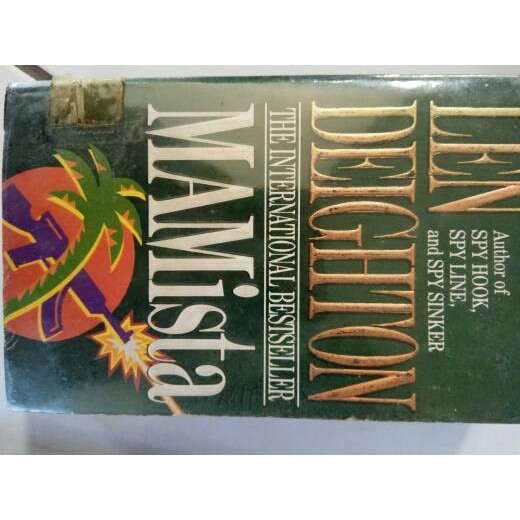 LEN
DEIGHTON
Author of
SPY HOOK,
SPY LINE,
and SPY SINKER
THE INTERNATIONAL BESTSELLER
MAMista